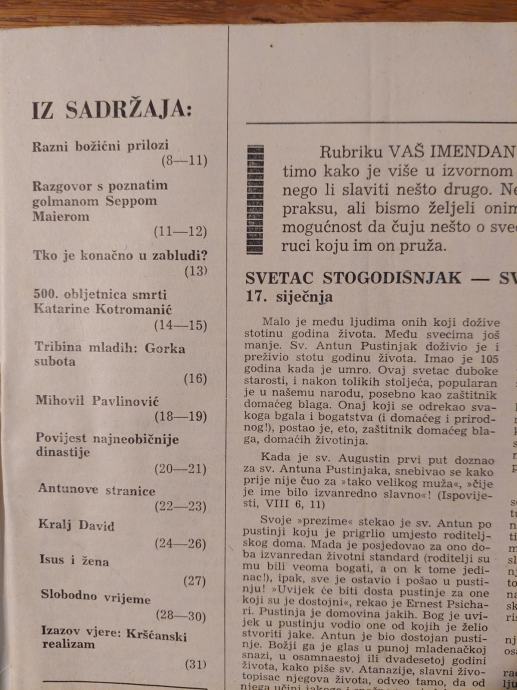 IZ SADRŽAJA:
Razni božićni prilozi
(8—11)
Razgovor s poznatim
golmanom Seppom
Maierom
(11—12)
Tko je konačno u zabludi?
(13)
500. obljetnica smrti
Katarine Kotromanić
(14—15)
Tribina mladih: Gorka
subota
(16)
Mihovil Pavlinović
(18—19)
Povijest najneobičnije
dinastije
(20—21)
Antunove stranice
(22—23)
Kralj David
(24—26)
Isus i žena
(27)
Slobodno vrijeme
(28—30)
Izazov vjere: Kršćanski
realizam
(31)
Rubriku VAŠ IMENDAN
timo kako je više u izvornom
nego li slaviti nešto drugo.
praksu, ali bismo željeli
mogućnost da čuju nešto o
ruci koju im on pruža.
SVETAC STOGODIŠNJAK —
17. siječnja
Malo je među ljudima onih koji dožive
stotinu godina života. Među svecima još
manje. Sv. Antun Pustinjak doživio je i
preživio stotu godinu života. Imao je 105
godina kada je umro. Ovaj svetac duboke
starosti, i nakon tolikih stoljeća, popularan
je u našemu narodu, posebno kao zaštitnik
domaćeg blaga. Onaj koji se odrekao sva-
koga bgala i bogatstva (i domaćeg i prirod-
nog!), postao je, eto, zaštitnik domaćeg bla-
ga, domaćih životinja.
Kada je sv. Augustin prvi put doznao
za sv. Antuna Pustinjaka, snebivao se kako
prije nije čuo za »tako velikog muža«, »čije
je ime bilo izvanredno slavno«! (Ispovije-
sti, VIII 6, 11)
Svoje »prezime« stekao je sv. Antun po
pustinji koju je prigrlio umjesto roditelj-
skog doma. Mada je posjedovao za ono do-
ba izvanredan životni standard (roditelji su
mu bili veoma bogati, a on k tome jedi-
nac!), ipak, sve je ostavio i pošao u pusti-
nju! »Uvijek će biti dosta pustinje za one
koji su je dostojni«, rekao je Ernest Psicha-
ri. Pustinja je domovina jakih. Bog je uvi-
jek u pustinju vodio one od kojih je želio
stvoriti jake. Antun je bio dostojan pusti-
nje. Božji ga je glas u punoj mladenačkoj
snazi, u osamnaestoj ili dvadesetoj godini
života, kako piše sv. Atanazije, slavni živo-
topisac njegova života, odveo tamo, da od